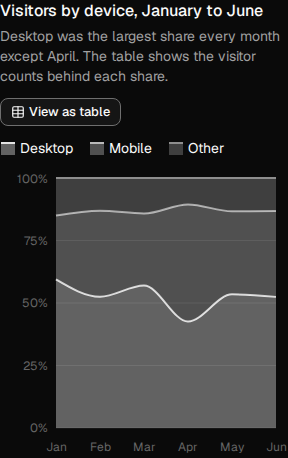 Visitors by device, January to June
Desktop was the largest share every month
except April. The table shows the visitor
counts behind each share.
View as table
Desktop Mobile Other
100%
75%
50%
25%
0%
Jan Feb Mar Apr May Jun